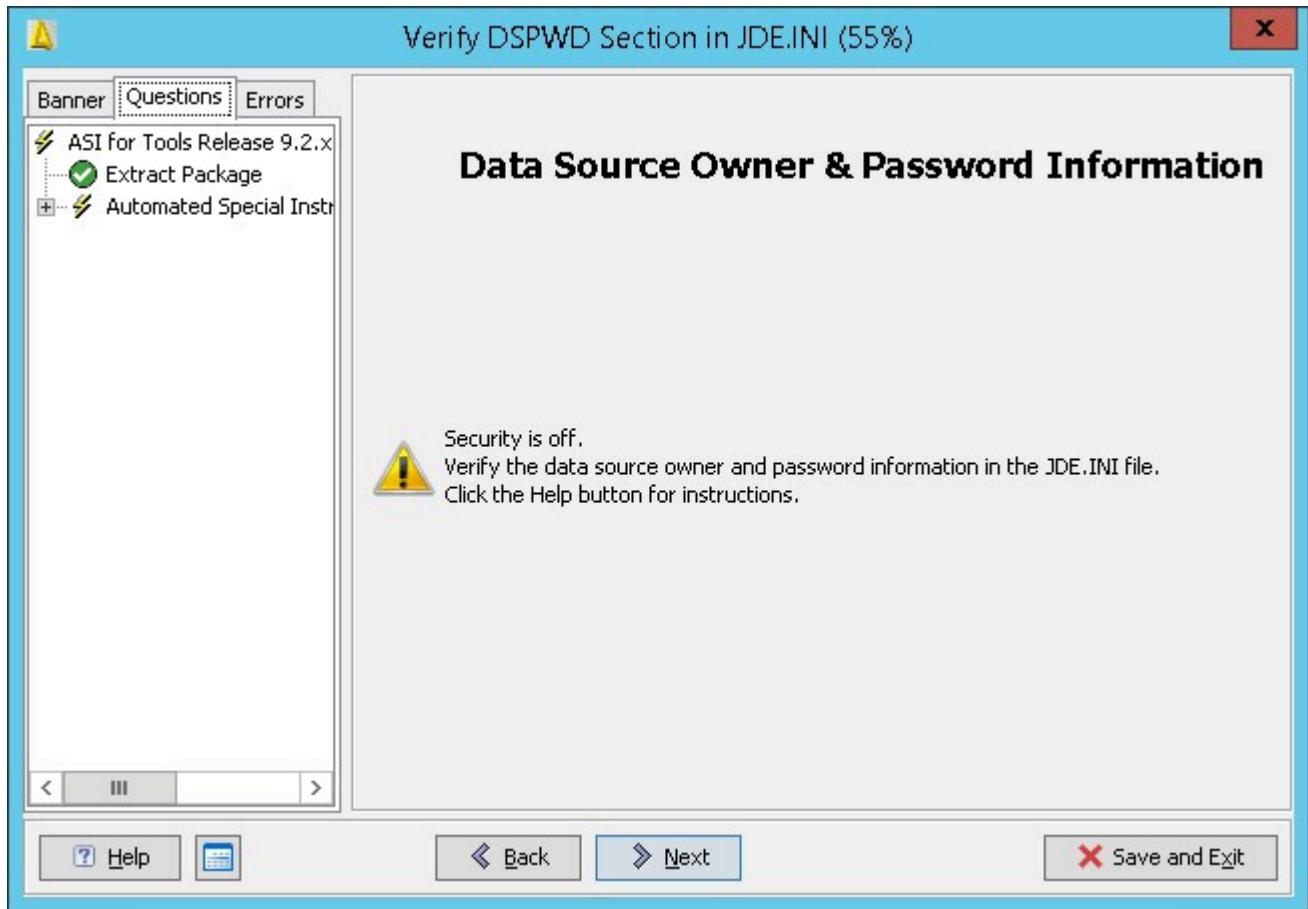 Verify DSPWD Section in JDE.INI (55%)
x
Banner Questions Errors
ASI for Tools Release 9.2.x
Extract Package
Automated Special Instr
Data Source Owner & Password Information
Security is off.
Verify the data source owner and password information in the JDE.INI file.
Click the Help button for instructions.
Help
Back
Next
Save and Exit